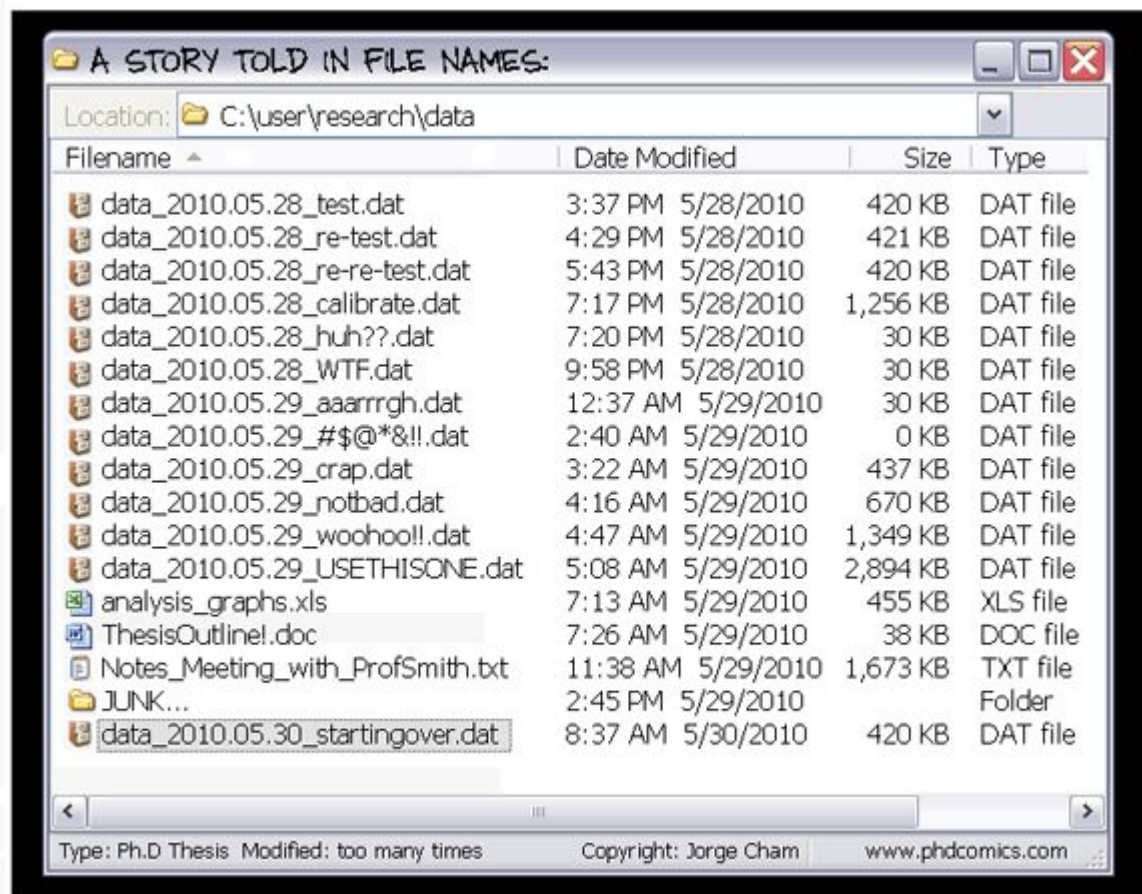 A STORY TOLD IN FILE NAMES:
Location: C:\user\research\data
Filename Date Modified Size Type
data_2010.05.28_test.dat 3:37 PM 5/28/2010 420 KB DAT file
data_2010.05.28_re-test.dat 4:29 PM 5/28/2010 421 KB DAT file
data_2010.05.28_re-re-test.dat 5:43 PM 5/28/2010 420 KB DAT file
data_2010.05.28_calibrate.dat 7:17 PM 5/28/2010 1,256 KB DAT file
data_2010.05.28_huh??.dat 7:20 PM 5/28/2010 30 KB DAT file
data_2010.05.28_WTF.dat 9:58 PM 5/28/2010 30 KB DAT file
data_2010.05.29_aaarrrgh.dat 12:37 AM 5/29/2010 30 KB DAT file
data_2010.05.29_#$@*&!!.dat 2:40 AM 5/29/2010 0 KB DAT file
data_2010.05.29_crap.dat 3:22 AM 5/29/2010 437 KB DAT file
data_2010.05.29_notbad.dat 4:16 AM 5/29/2010 670 KB DAT file
data_2010.05.29_woohoo!!.dat 4:47 AM 5/29/2010 1,349 KB DAT file
data_2010.05.29_USETHISONE.dat 5:08 AM 5/29/2010 2,894 KB DAT file
analysis_graphs.xls 7:13 AM 5/29/2010 455 KB XLS file
ThesisOutline!.doc 7:26 AM 5/29/2010 38 KB DOC file
Notes_Meeting_with_ProfSmith.txt 11:38 AM 5/29/2010 1,673 KB TXT file
JUNK... 2:45 PM 5/29/2010 Folder
data_2010.05.30_startingover.dat 8:37 AM 5/30/2010 420 KB DAT file
Type: Ph.D Thesis Modified: too many times Copyright: Jorge Cham www.phdcomics.com